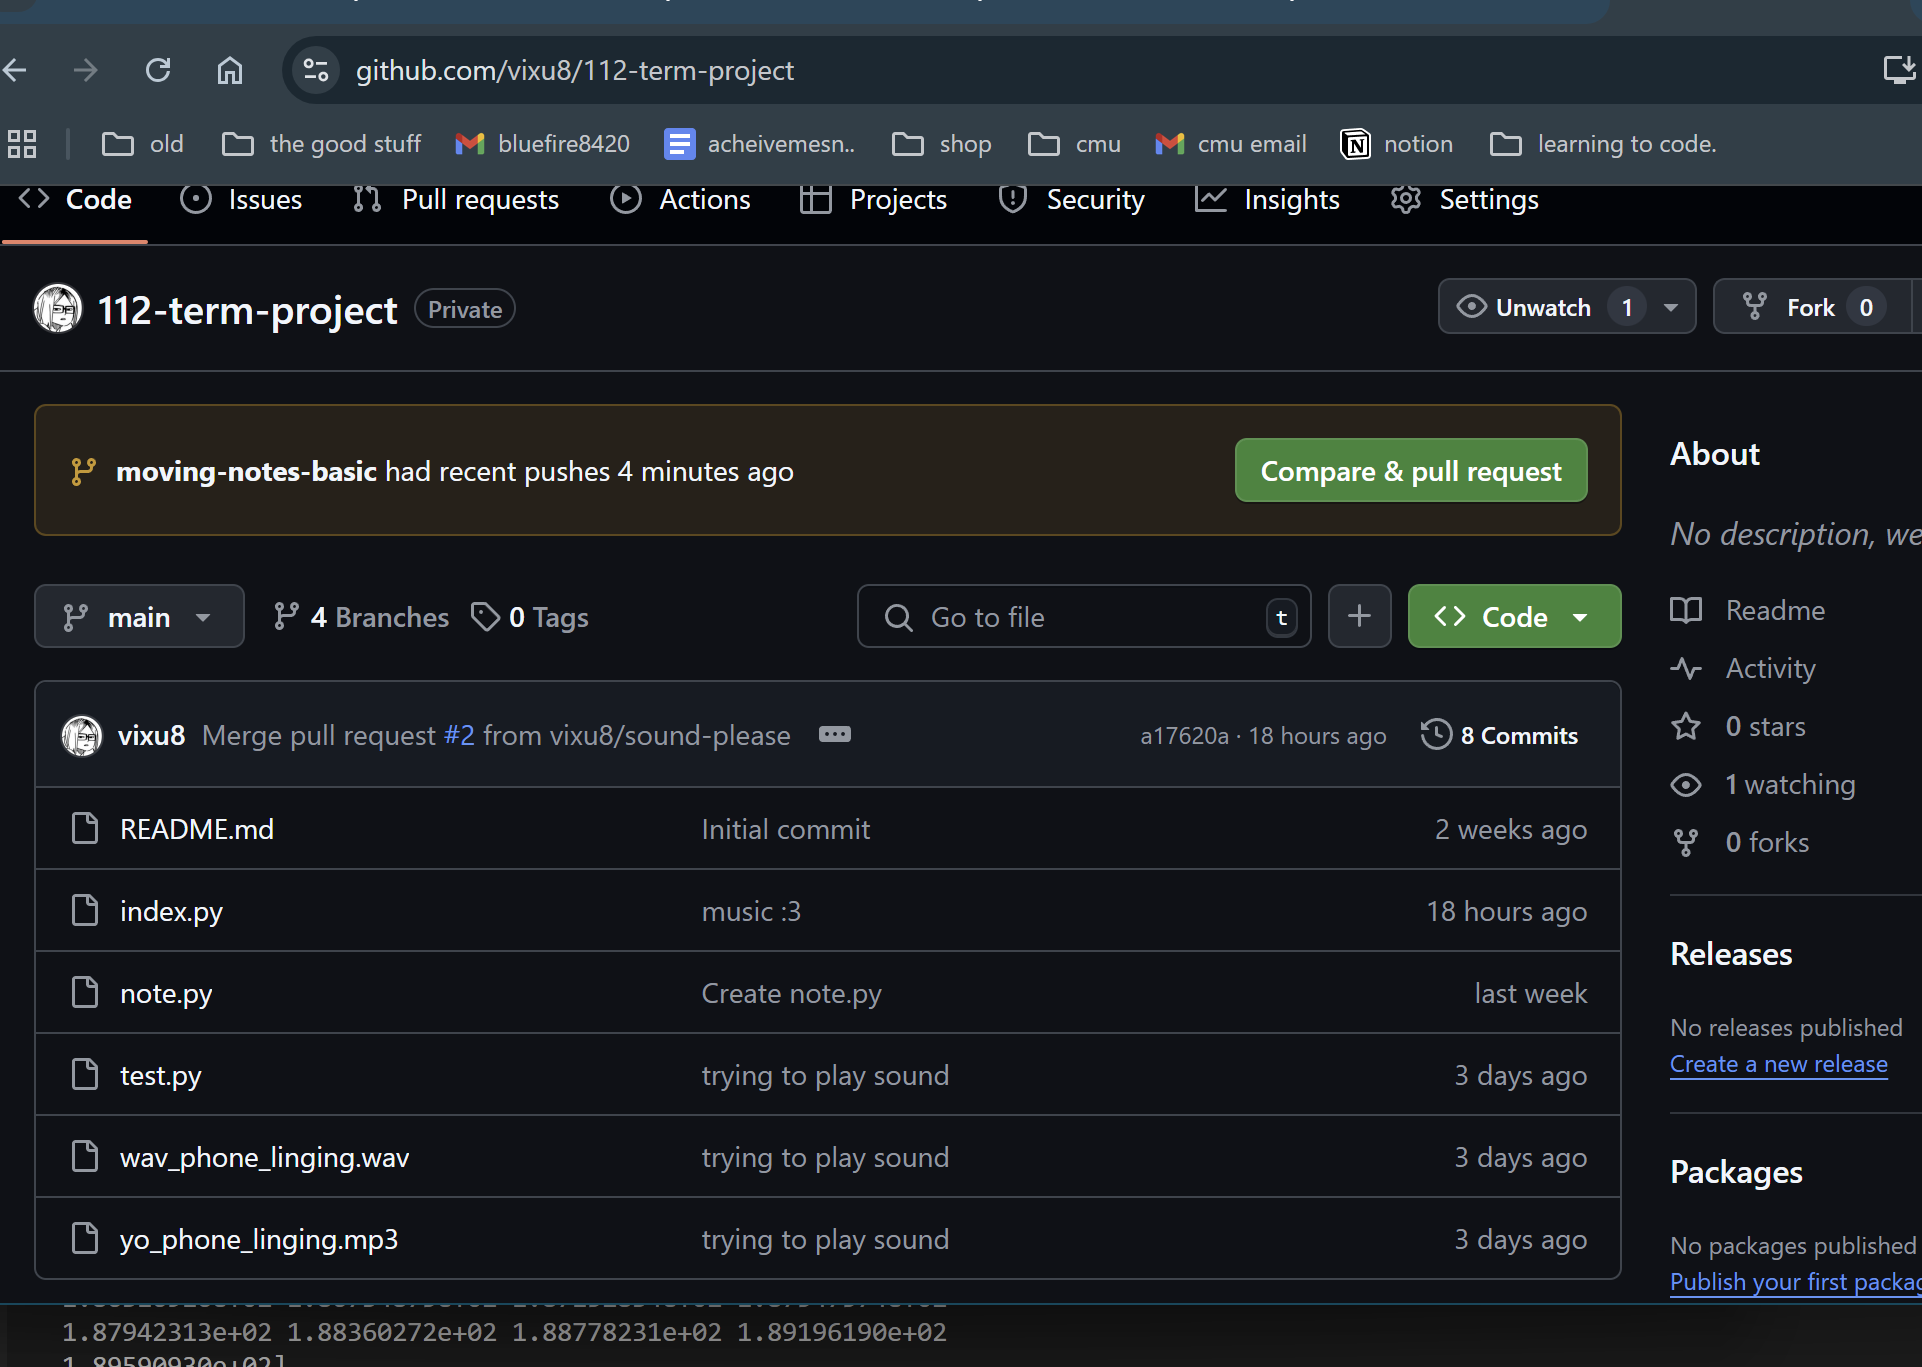 github.com/vixu8/112-term-project
old the good stuff bluefire8420 acheivemesn.. shop cmu cmu email notion learning to code.
Code Issues Pull requests Actions Projects Security Insights Settings
112-term-project Private Unwatch 1 Fork 0
moving-notes-basic had recent pushes 4 minutes ago Compare & pull request
main 4 Branches 0 Tags Go to file t Code
vixu8 Merge pull request #2 from vixu8/sound-please a17620a · 18 hours ago 8 Commits
README.md Initial commit 2 weeks ago
index.py music :3 18 hours ago
note.py Create note.py last week
test.py trying to play sound 3 days ago
wav_phone_linging.wav trying to play sound 3 days ago
yo_phone_linging.mp3 trying to play sound 3 days ago
About
No description, we
Readme
Activity
0 stars
1 watching
0 forks
Releases
No releases published
Create a new release
Packages
No packages published
Publish your first packag
1.87942313e+02 1.88360272e+02 1.88778231e+02 1.89196190e+02
1.89590930e+02]